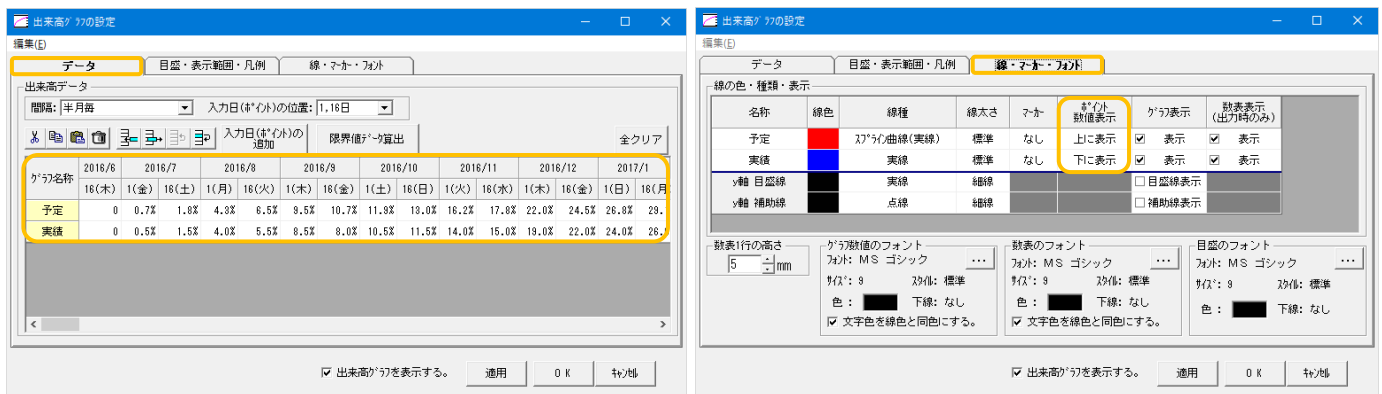 出来高ｸﾞﾗﾌの設定
編集(E)
データ 目盛・表示範囲・凡例 線・ﾏｰｶｰ・ﾌｫﾝﾄ
出来高データ
間隔: 半月毎 入力日(ﾎﾟｲﾝﾄ)の位置: 1,16日
入力日(ﾎﾟｲﾝﾄ)の
追加
限界値ﾃﾞｰﾀ算出 全クリア
ｸﾞﾗﾌ名称 2016/6 2016/7 2016/8 2016/9 2016/10 2016/11 2016/12 2017/1
16(木) 1(金) 16(土) 1(月) 16(火) 1(木) 16(金) 1(土) 16(日) 1(火) 16(水) 1(木) 16(金) 1(日) 16(月
予定 0 0.7% 1.8% 4.3% 6.5% 9.5% 10.7% 11.9% 13.0% 16.2% 17.8% 22.0% 24.5% 26.8% 29.
実績 0 0.5% 1.5% 4.0% 5.5% 8.5% 8.0% 10.5% 11.5% 14.0% 15.0% 19.0% 22.0% 24.0% 26.
出来高ｸﾞﾗﾌを表示する。 適用 ＯＫ ｷｬﾝｾﾙ
出来高ｸﾞﾗﾌの設定
編集(E)
データ 目盛・表示範囲・凡例 線・ﾏｰｶｰ・ﾌｫﾝﾄ
線の色・種類・表示
名称 線色 線種 線太さ ﾏｰｶｰ ﾎﾟｲﾝﾄ
数値表示 ｸﾞﾗﾌ表示 数表表示
(出力時のみ)
予定 ｽﾌﾟﾗｲﾝ曲線(実線) 標準 なし 上に表示 表示 表示
実績 実線 標準 なし 下に表示 表示 表示
y軸 目盛線 実線 細線 目盛線表示
y軸 補助線 点線 細線 補助線表示
数表1行の高さ
5 mm
ｸﾞﾗﾌ数値のフォント
ﾌｫﾝﾄ: ＭＳ ゴシック ...
ｻｲｽﾞ: 9 ｽﾀｲﾙ: 標準
色： 下線: なし
文字色を線色と同色にする。
数表のフォント
ﾌｫﾝﾄ: ＭＳ ゴシック ...
ｻｲｽﾞ: 9 ｽﾀｲﾙ: 標準
色： 下線: なし
文字色を線色と同色にする。
目盛のフォント
ﾌｫﾝﾄ: ＭＳ ゴシック ...
ｻｲｽﾞ: 9 ｽﾀｲﾙ: 標準
色： 下線: なし
出来高ｸﾞﾗﾌを表示する。 適用 ＯＫ ｷｬﾝｾﾙ